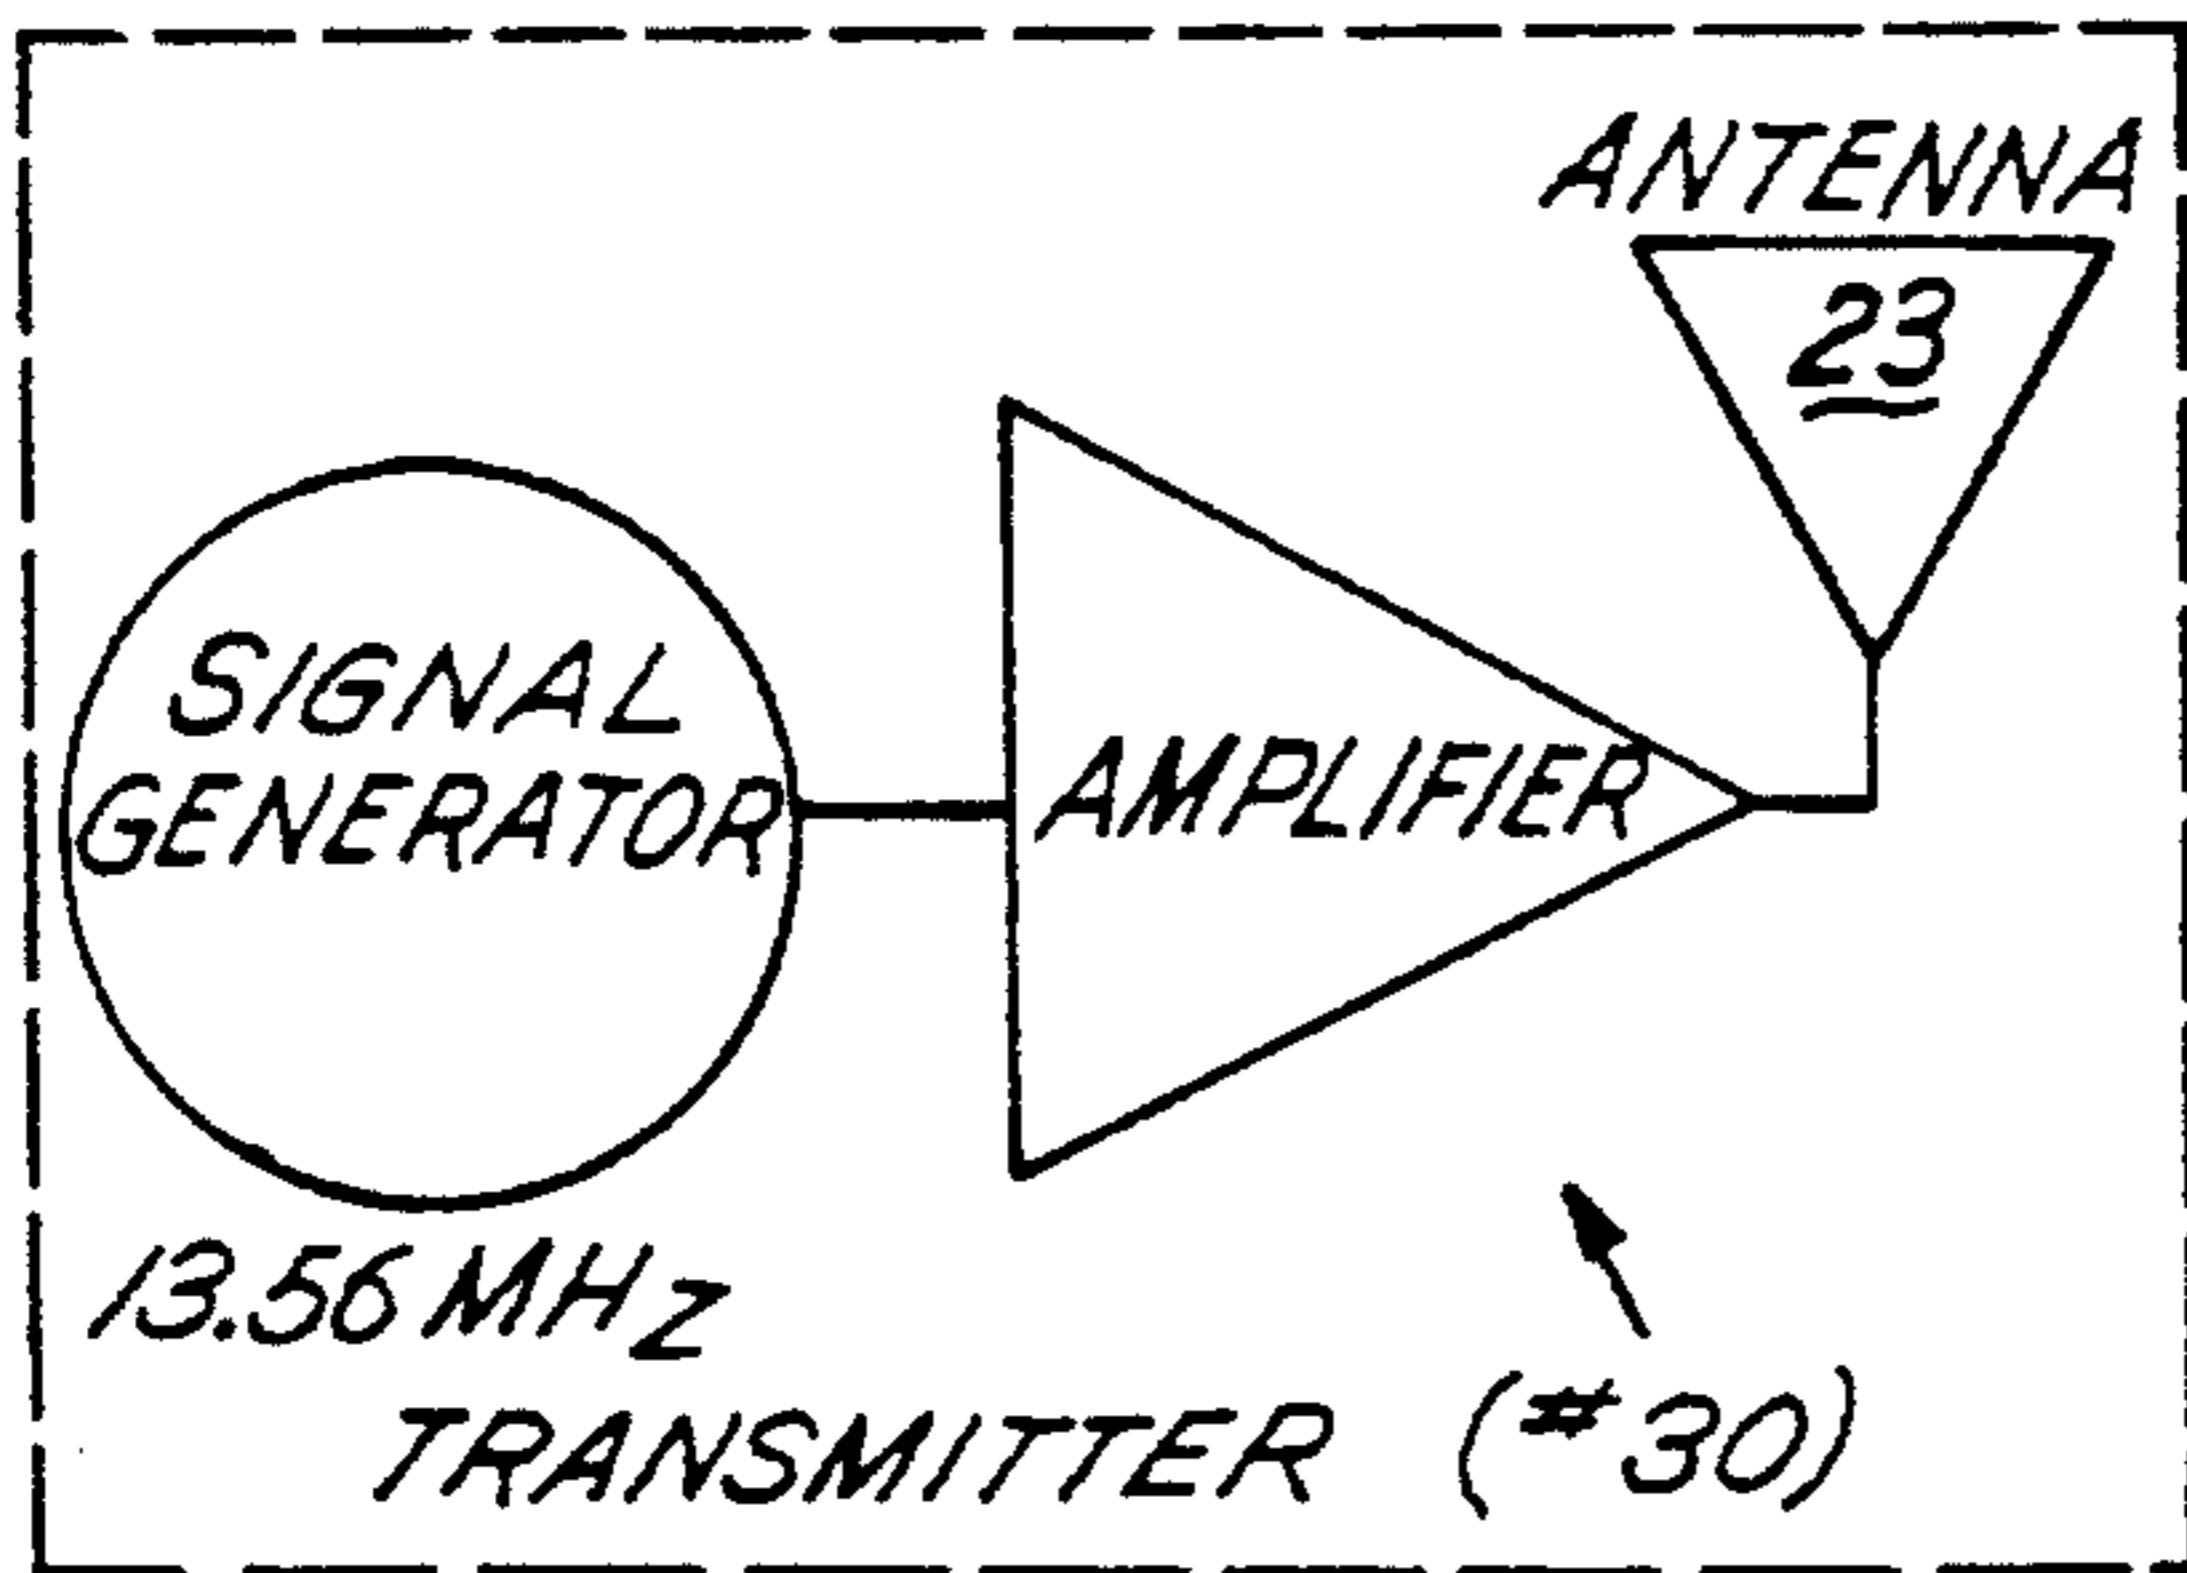 ANTENNA
23
SIGNAL
GENERATOR
AMPLIFIER
13.56 MHz
TRANSMITTER (#30)